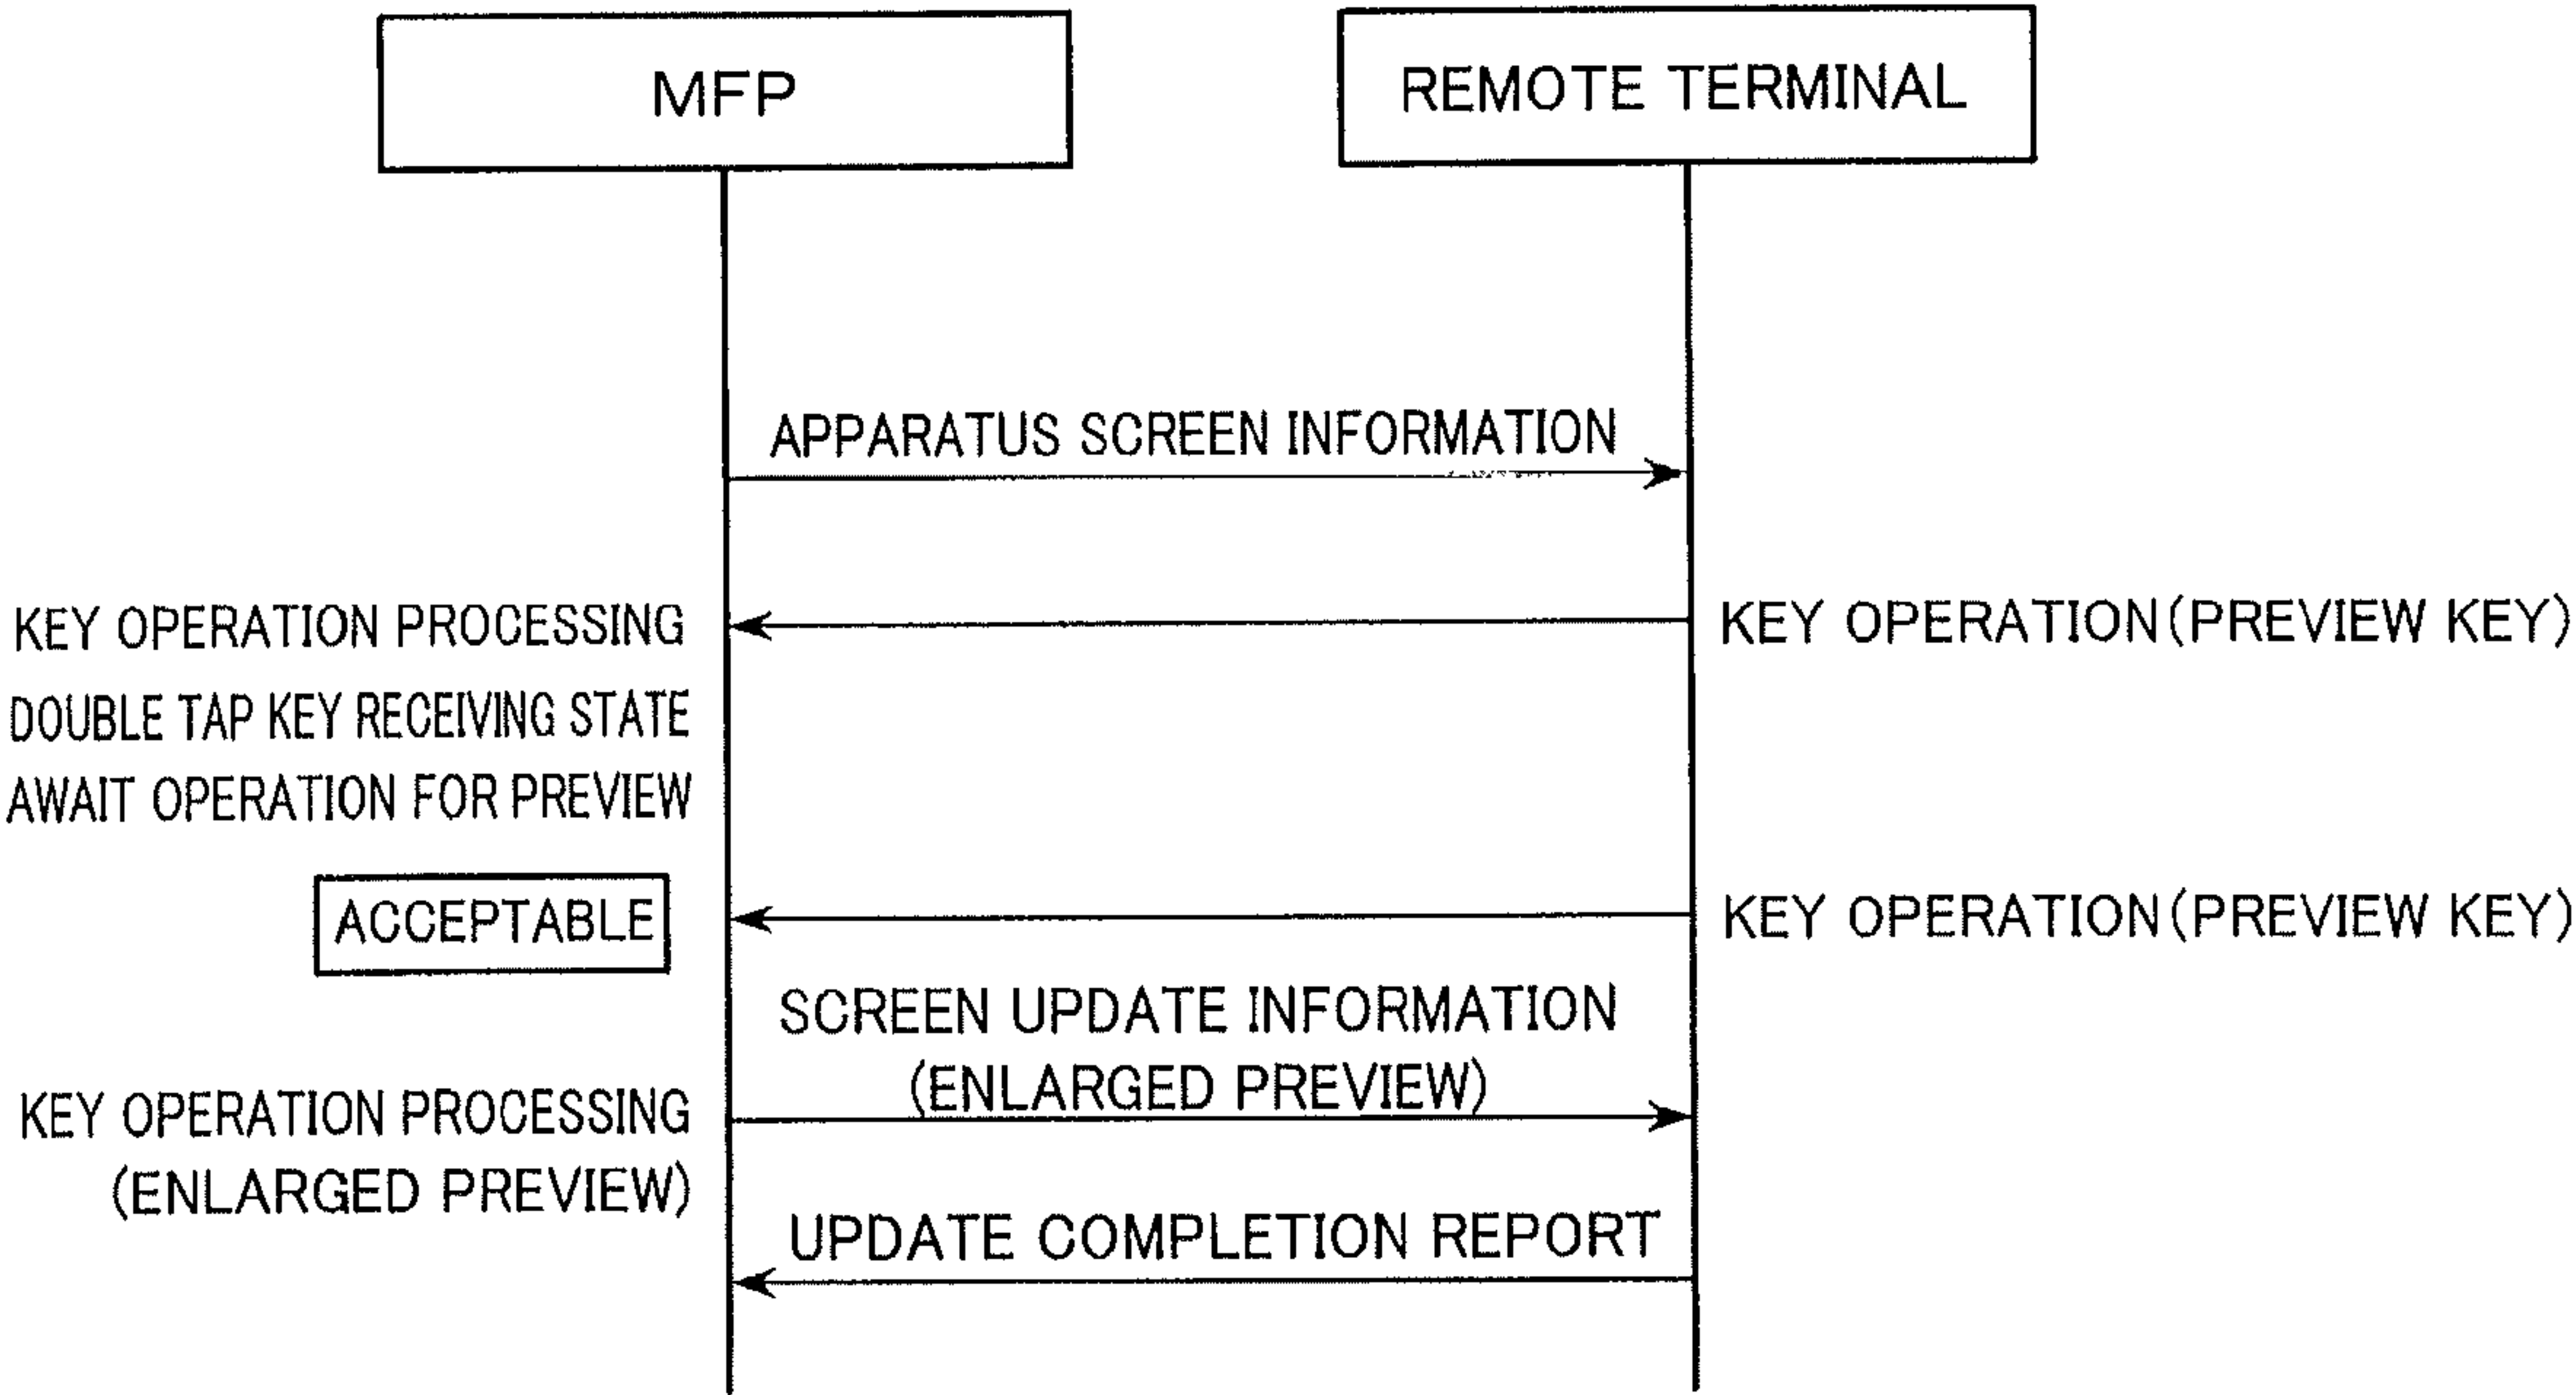 MFP
REMOTE TERMINAL
APPARATUS SCREEN INFORMATION
KEY OPERATION PROCESSING
KEY OPERATION(PREVIEW KEY)
DOUBLE TAP KEY RECEIVING STATE
AWAIT OPERATION FOR PREVIEW
ACCEPTABLE
KEY OPERATION(PREVIEW KEY)
SCREEN UPDATE INFORMATION
(ENLARGED PREVIEW)
KEY OPERATION PROCESSING
(ENLARGED PREVIEW)
UPDATE COMPLETION REPORT